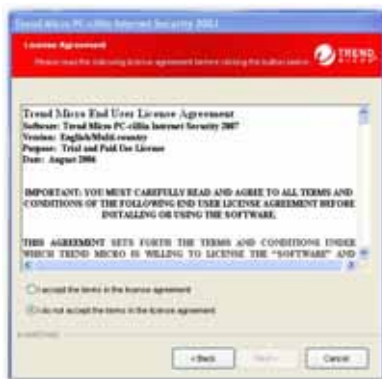 Trend Micro PC-cillin Internet Security 2007
License Agreement
Please read the following license agreement before clicking the button below.
TREND
MICRO
Trend Micro End User License Agreement
Software: Trend Micro PC-cillin Internet Security 2007
Version: English/Multi-country
Purpose: Trial and Paid Use License
Date: August 2006
IMPORTANT: YOU MUST CAREFULLY READ AND AGREE TO ALL TERMS AND
CONDITIONS OF THE FOLLOWING END USER LICENSE AGREEMENT BEFORE
INSTALLING OR USING THE SOFTWARE.
THIS AGREEMENT SETS FORTH THE TERMS AND CONDITIONS UNDER
WHICH TREND MICRO IS WILLING TO LICENSE THE "SOFTWARE" AND
I accept the terms in the license agreement
I do not accept the terms in the license agreement
< Back
Next >
Cancel